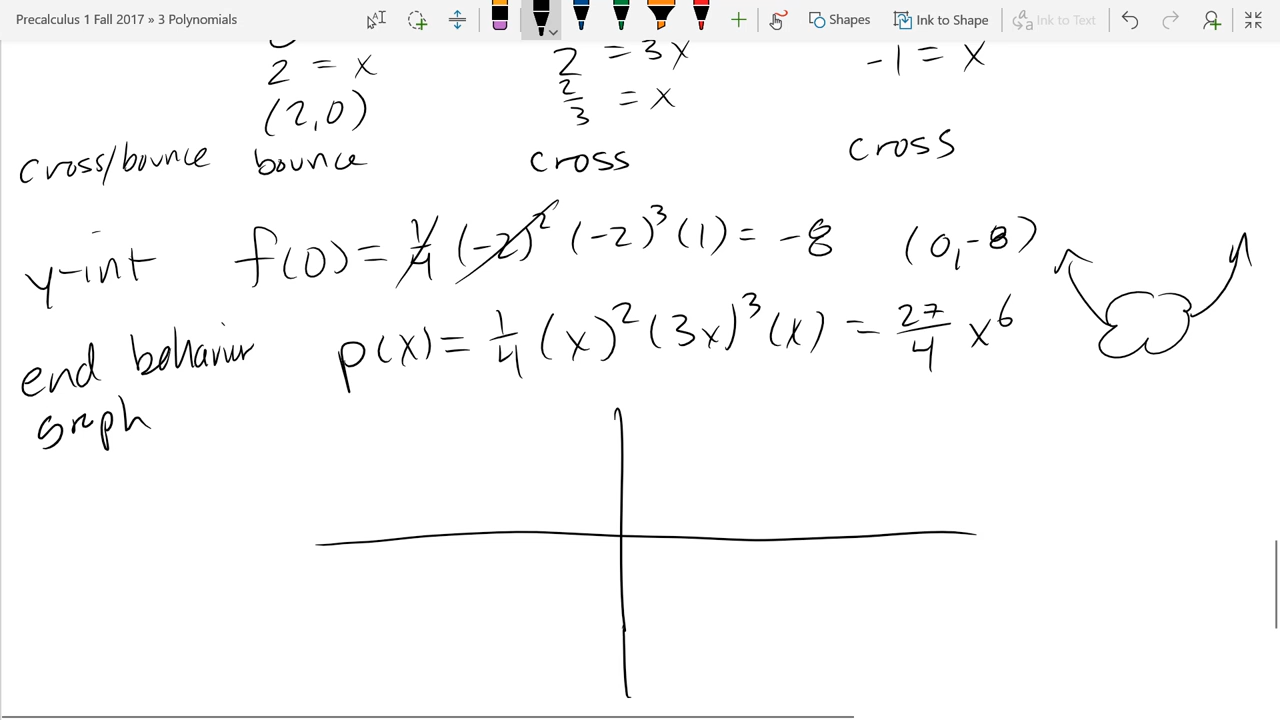 Precalculus 1 Fall 2017 » 3 Polynomials
Shapes Ink to Shape Ink to Text
2 = x 2 = 3x -1 = x
(2,0) 2/3 = x
cross/bounce bounce cross cross
y-int f(0) = 1/4 (-2)² (-2)³ (1) = -8 (0,-8)
end behavior p(x) = 1/4 (x)² (3x)³ (x) = 27/4 x⁶
graph